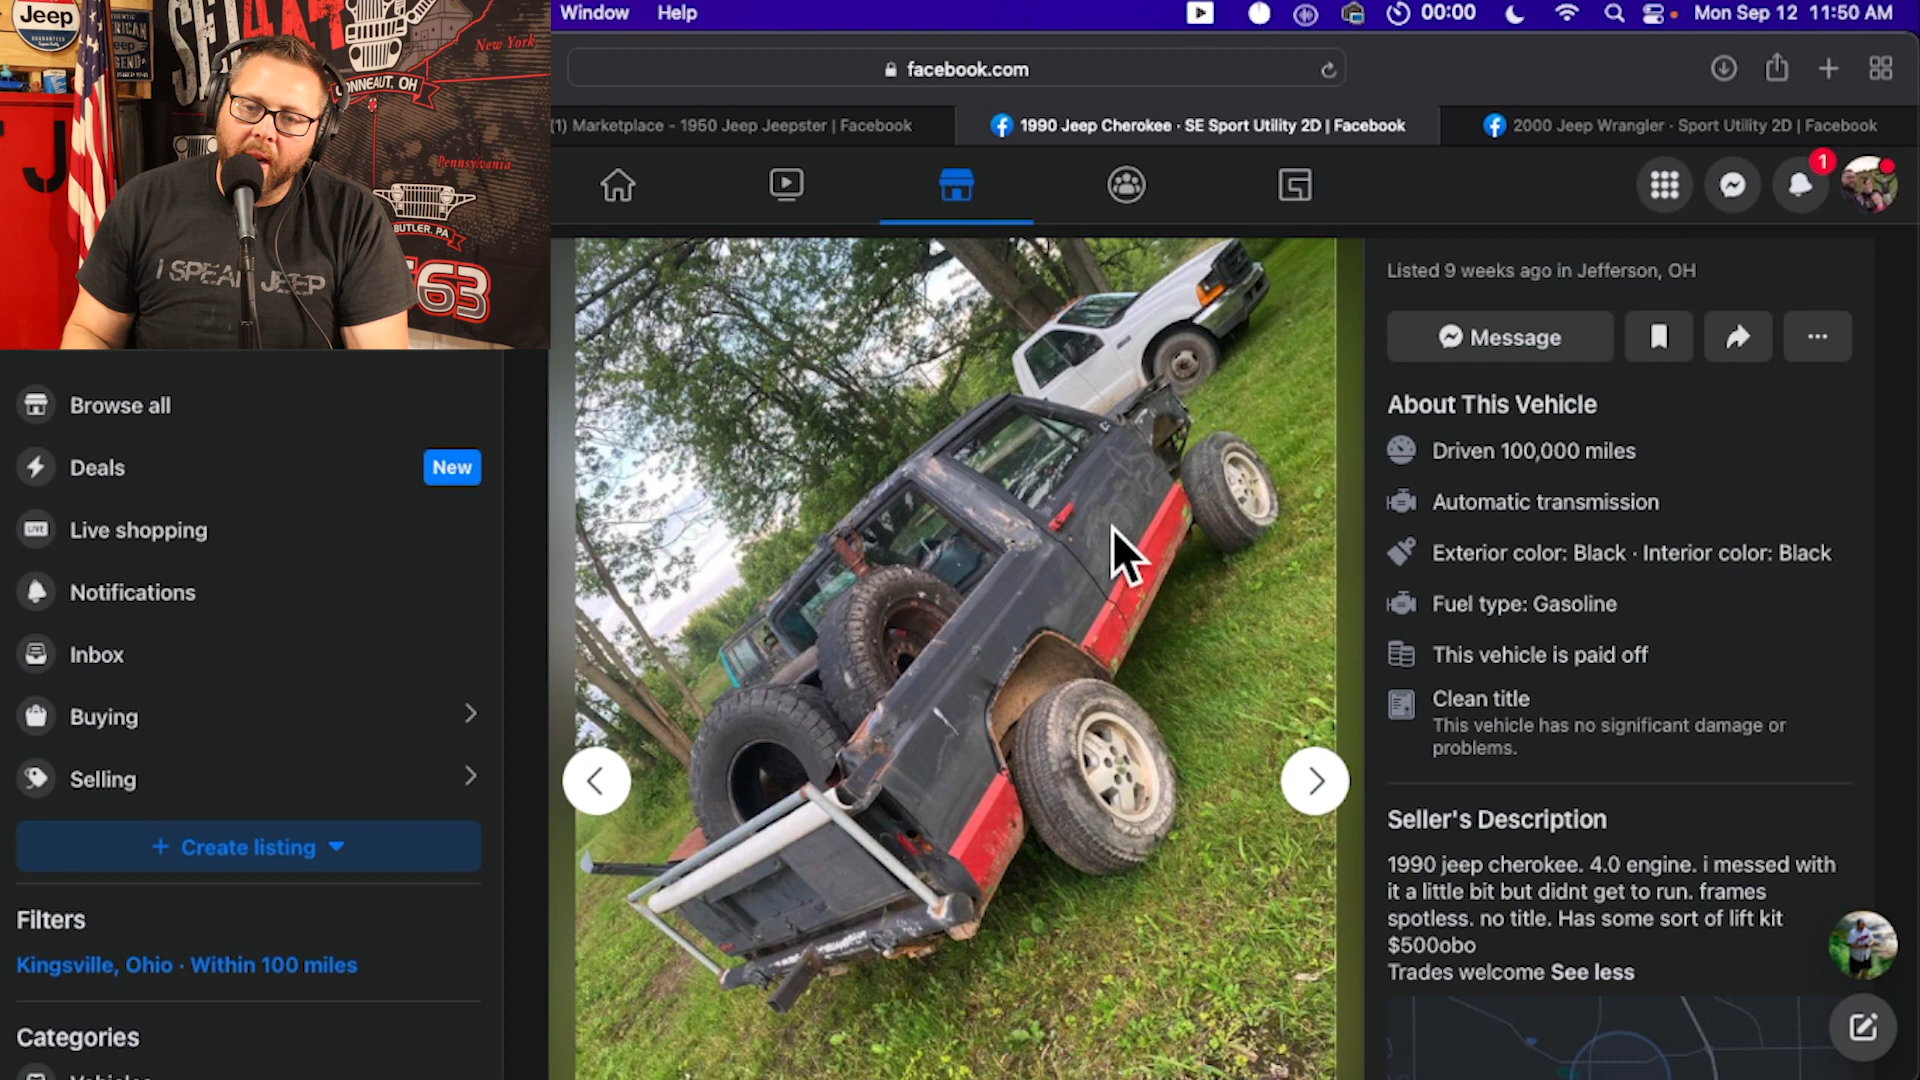 Window Help
00:00
Mon Sep 12 11:50 AM
facebook.com
(1) Marketplace - 1950 Jeep Jeepster | Facebook
1990 Jeep Cherokee · SE Sport Utility 2D | Facebook
2000 Jeep Wrangler · Sport Utility 2D | Facebook
1
Jeep
New York
CONNEAUT, OH
Pennsylvania
BUTLER, PA
63
I SPEAK JEEP
Browse all
Deals
New
LIVE
Live shopping
Notifications
Inbox
Buying
Selling
+ Create listing
Filters
Kingsville, Ohio · Within 100 miles
Categories
Vehicles
Listed 9 weeks ago in Jefferson, OH
Message
About This Vehicle
Driven 100,000 miles
Automatic transmission
Exterior color: Black · Interior color: Black
Fuel type: Gasoline
This vehicle is paid off
Clean title
This vehicle has no significant damage or
problems.
Seller's Description
1990 jeep cherokee. 4.0 engine. i messed with
it a little bit but didnt get to run. frames
spotless. no title. Has some sort of lift kit
$500obo
Trades welcome See less